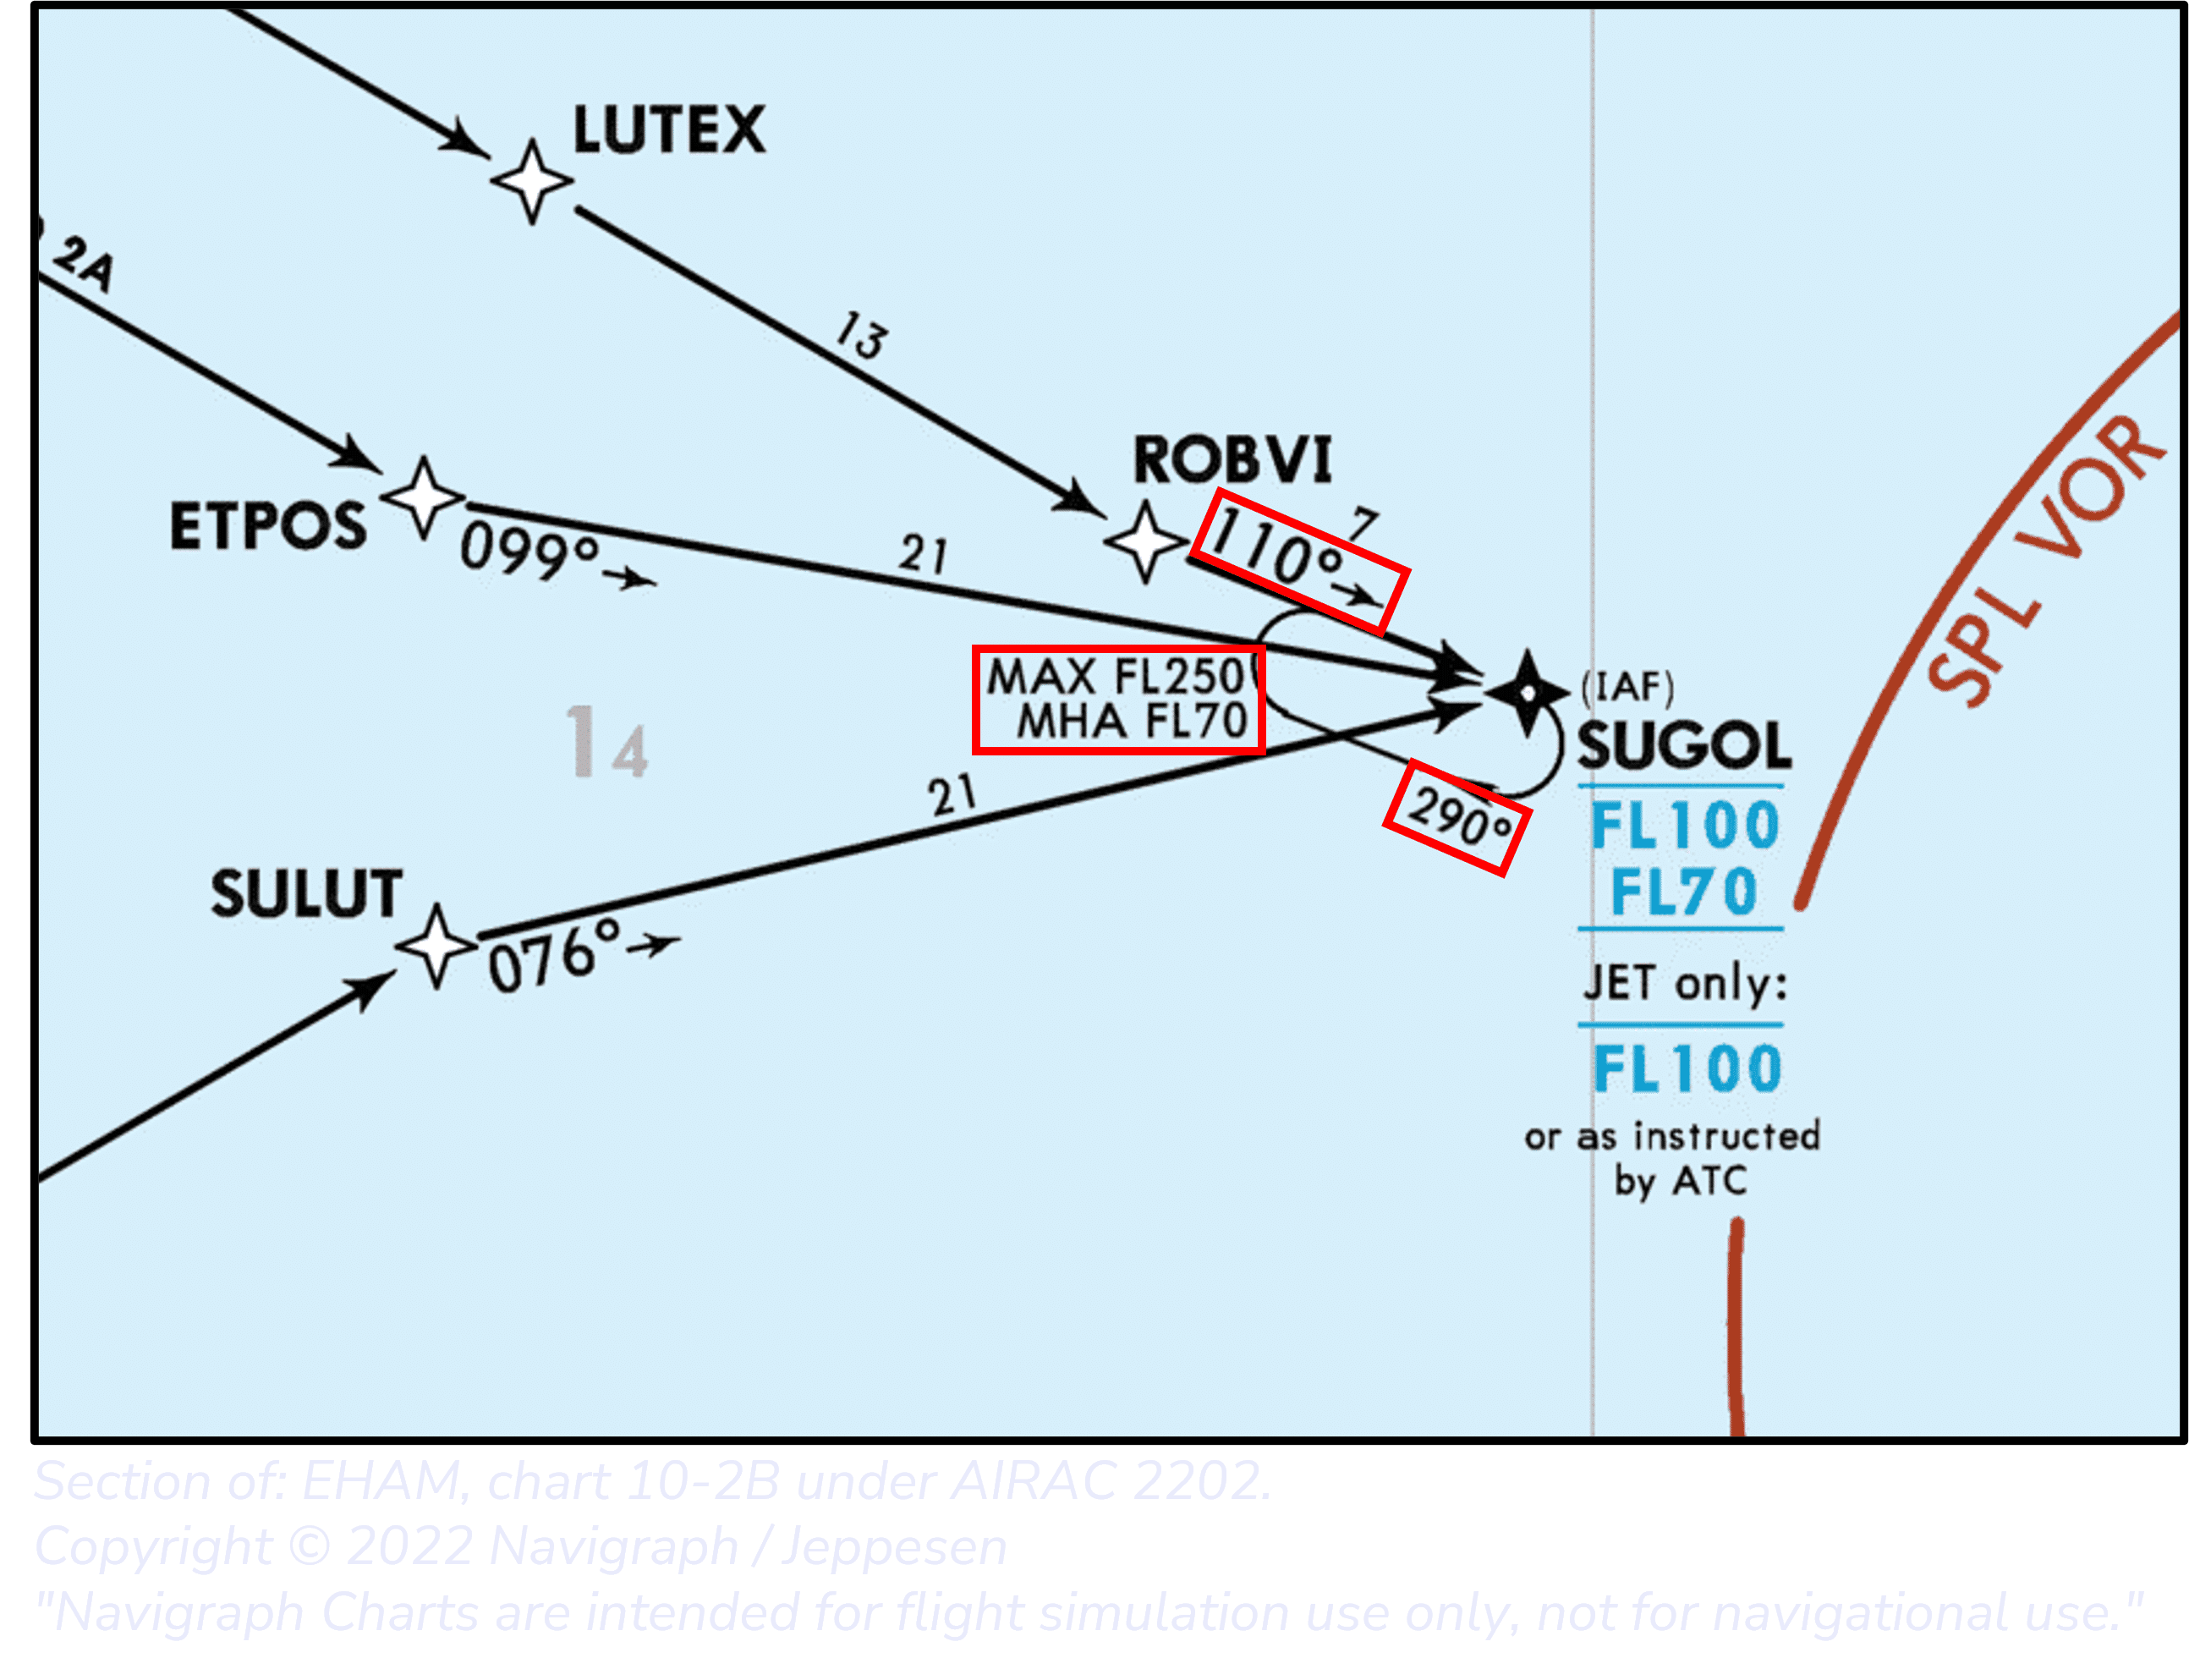 LUTEX
2A
13
ROBVI
7
110°
ETPOS
099°
21
MAX FL250
MHA FL70
(IAF)
SUGOL
FL100
FL70
JET only:
FL100
or as instructed
by ATC
SPL VOR
14
290°
21
SULUT
076°
Section of: EHAM, chart 10-2B under AIRAC 2202.
Copyright © 2022 Navigraph / Jeppesen
"Navigraph Charts are intended for flight simulation use only, not for navigational use."